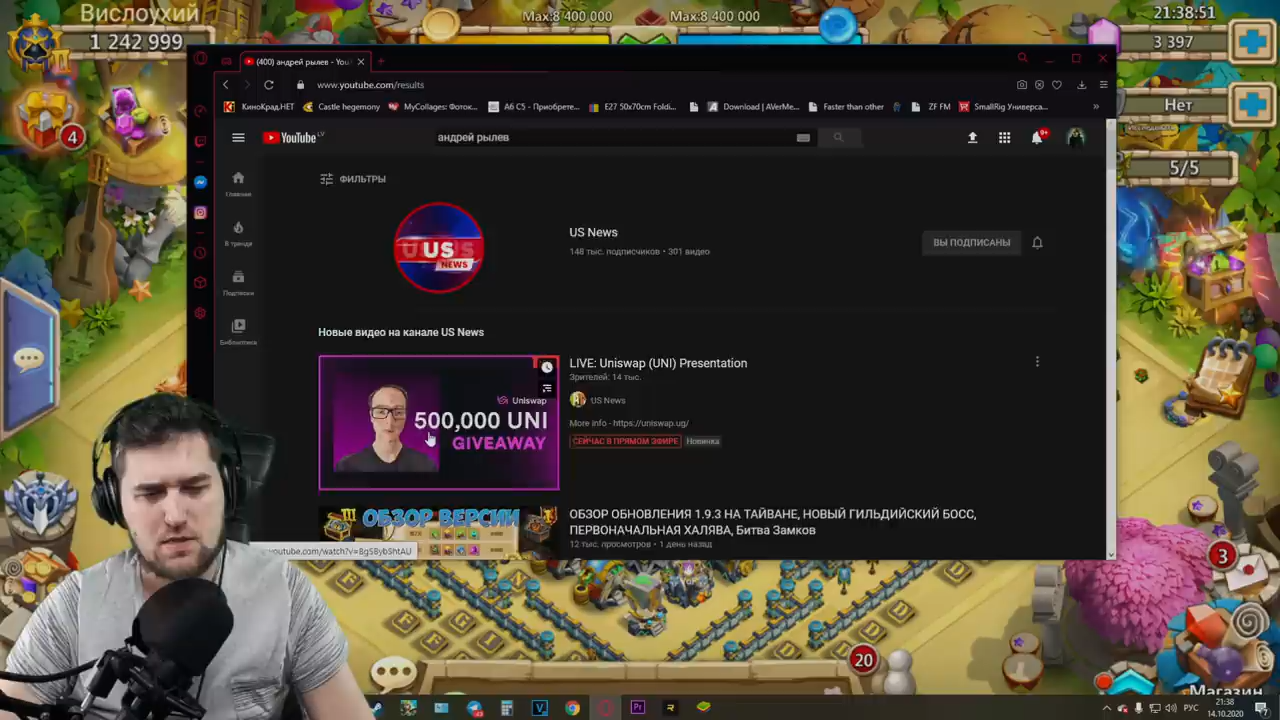 Вислоухий
1 242 999
Max:8 400 000
Max:8 400 000
21:38:51
3 397
Нет
5/5
4
(400) андрей рылев - You
www.youtube.com/results
КиноКрад.НЕТ
Castle hegemony
MyCollages: Фоток...
А6 С5 - Приобрете...
E27 50x70cm Foldi...
Download | AVerMe...
Faster than other
ZF FM
SmallRig Универса...
YouTube LV
андрей рылев
9+
Главная
В тренде
Подписки
Библиотека
ФИЛЬТРЫ
US
NEWS
US News
148 тыс. подписчиков • 301 видео
ВЫ ПОДПИСАНЫ
Новые видео на канале US News
Uniswap
500,000 UNI
GIVEAWAY
LIVE: Uniswap (UNI) Presentation
Зрителей: 14 тыс.
US News
More info - https://uniswap.ug/
СЕЙЧАС В ПРЯМОМ ЭФИРЕ
Новинка
ОБЗОР ВЕРСИИ
ОБЗОР ОБНОВЛЕНИЯ 1.9.3 НА ТАЙВАНЕ, НОВЫЙ ГИЛЬДИЙСКИЙ БОСС,
ПЕРВОНАЧАЛЬНАЯ ХАЛЯВА, Битва Замков
12 тыс. просмотров • 1 день назад
youtube.com/watch?v=8gS8ybShtAU
3
20
Магазин
РУС
21:38
14.10.2020